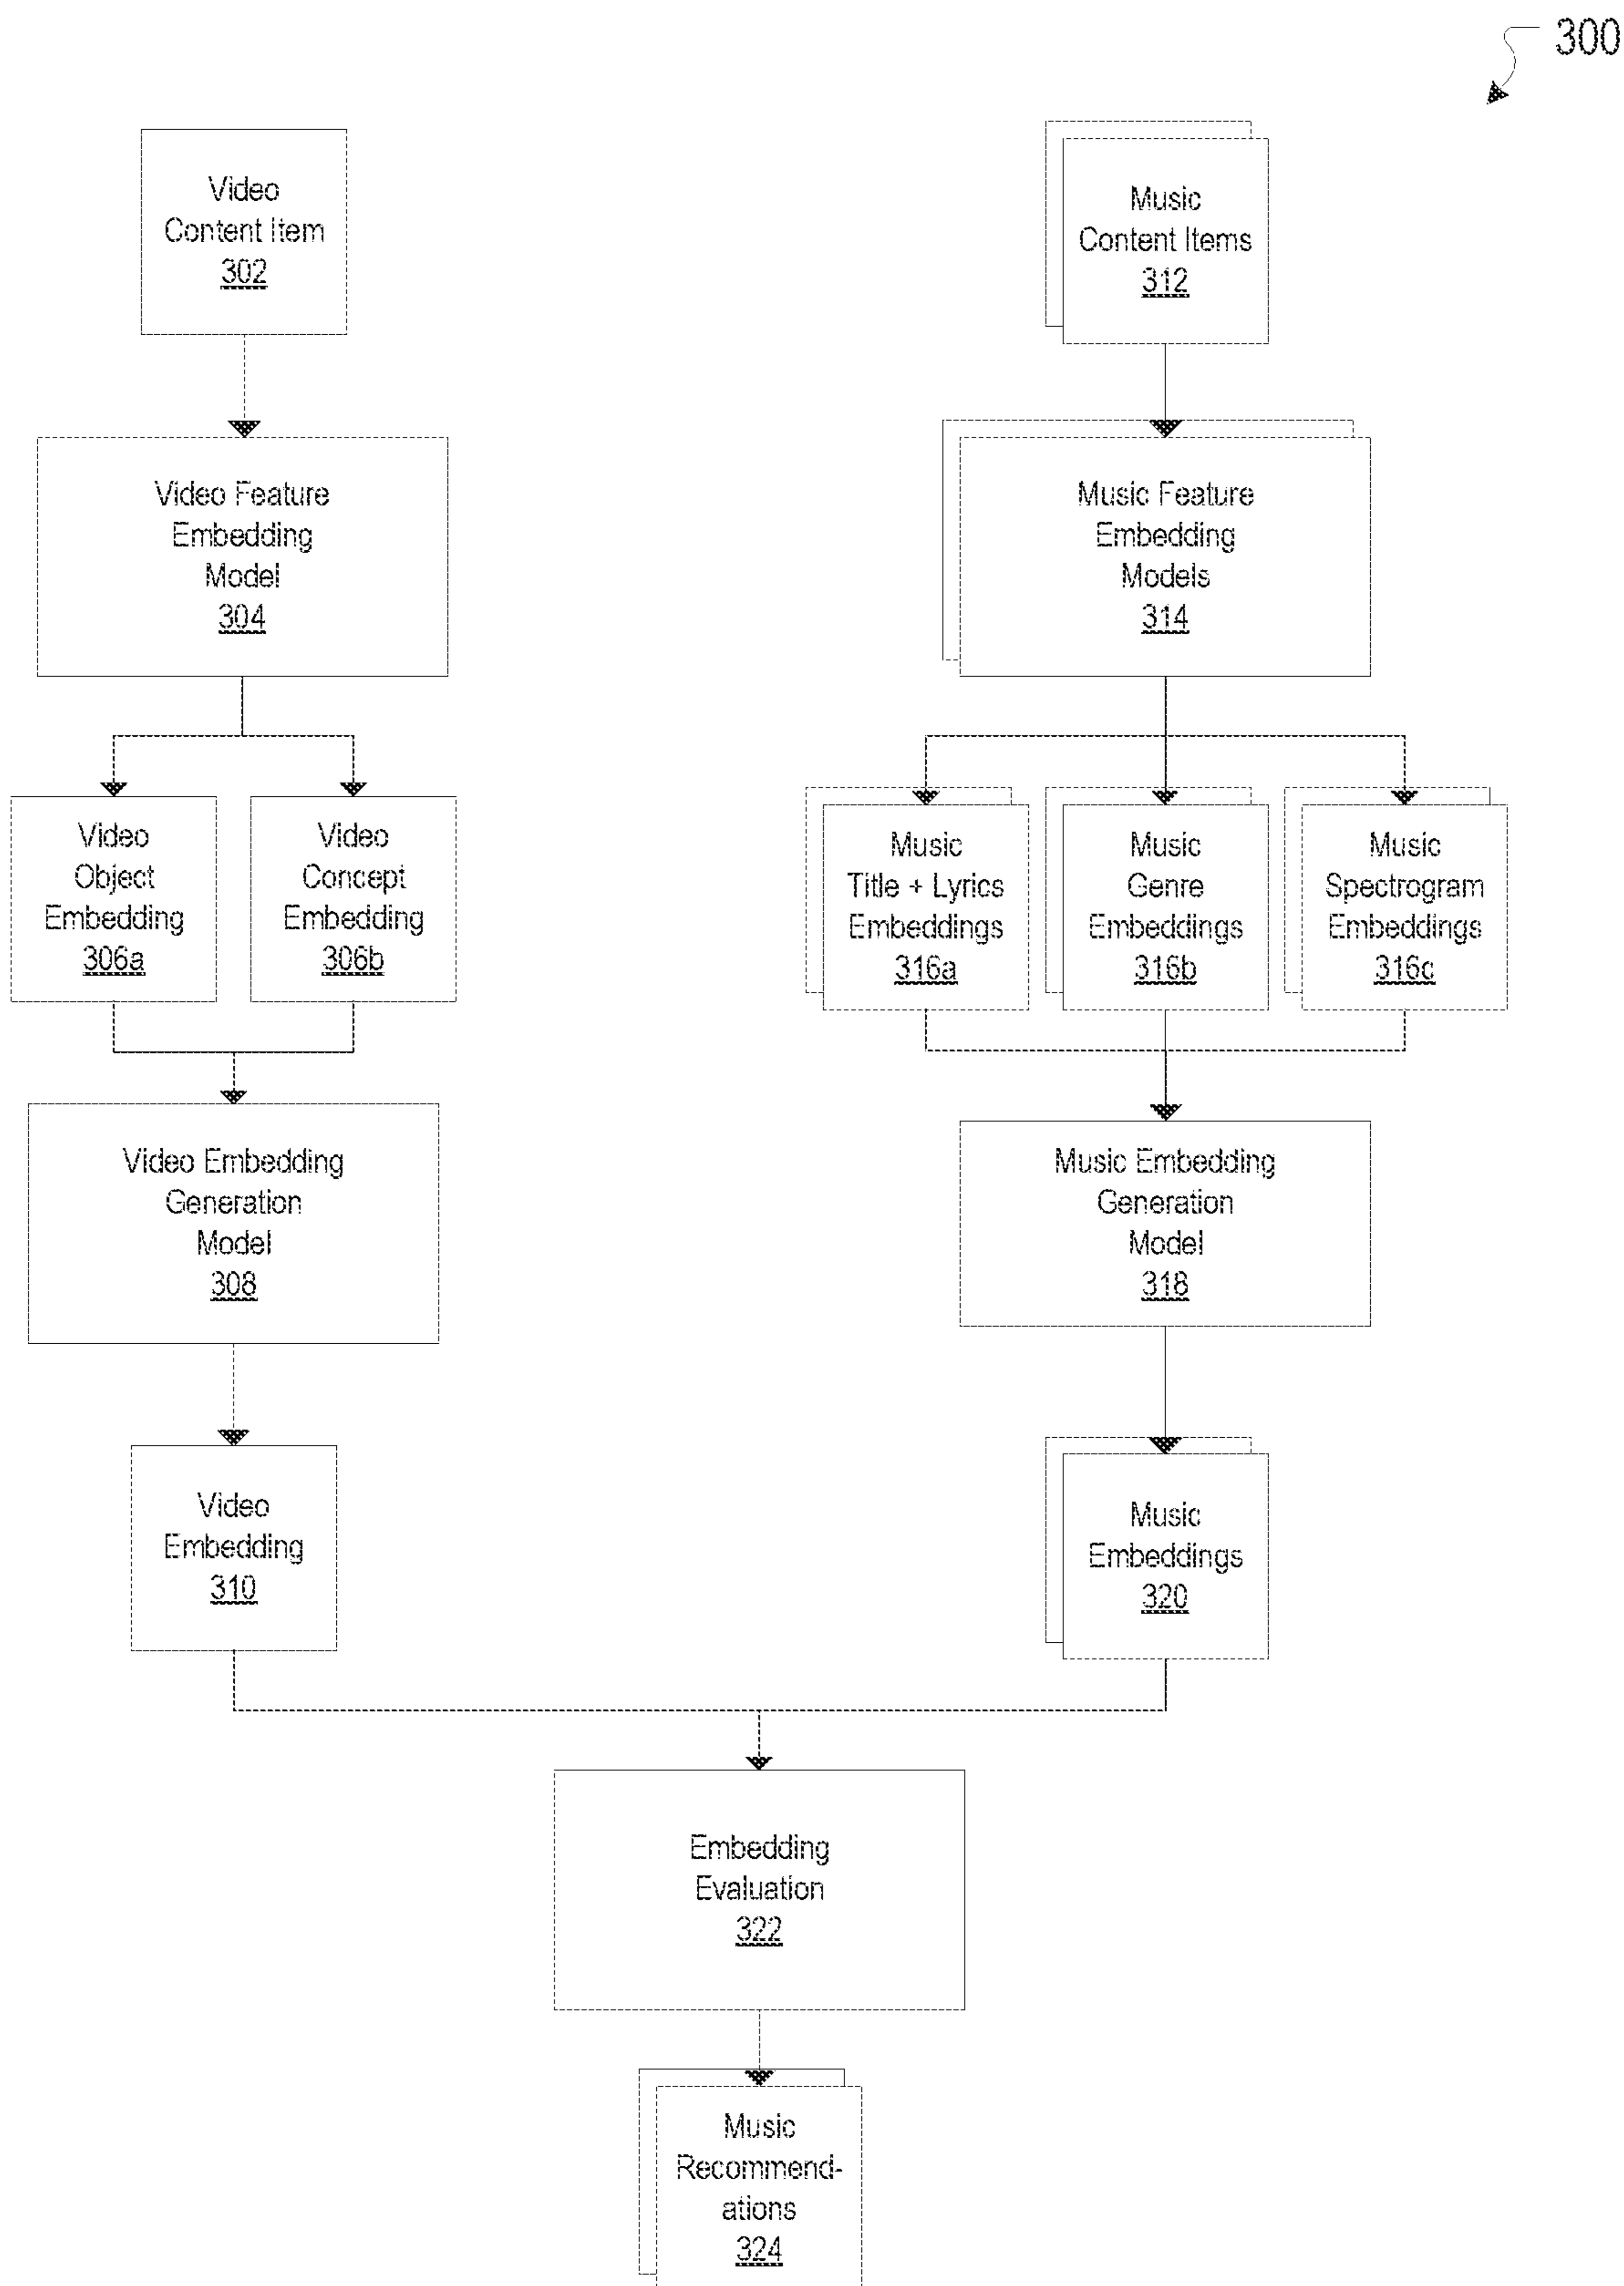 300
Video
Content Item
302
Music
Content Items
312
Video Feature
Embedding
Model
304
Music Feature
Embedding
Models
314
Video
Object
Embedding
306a
Video
Concept
Embedding
306b
Music
Title + Lyrics
Embeddings
316a
Music
Genre
Embeddings
316b
Music
Spectrogram
Embeddings
316c
Video Embedding
Generation
Model
308
Music Embedding
Generation
Model
318
Video
Embedding
310
Music
Embeddings
320
Embedding
Evaluation
322
Music
Recommend-
ations
324